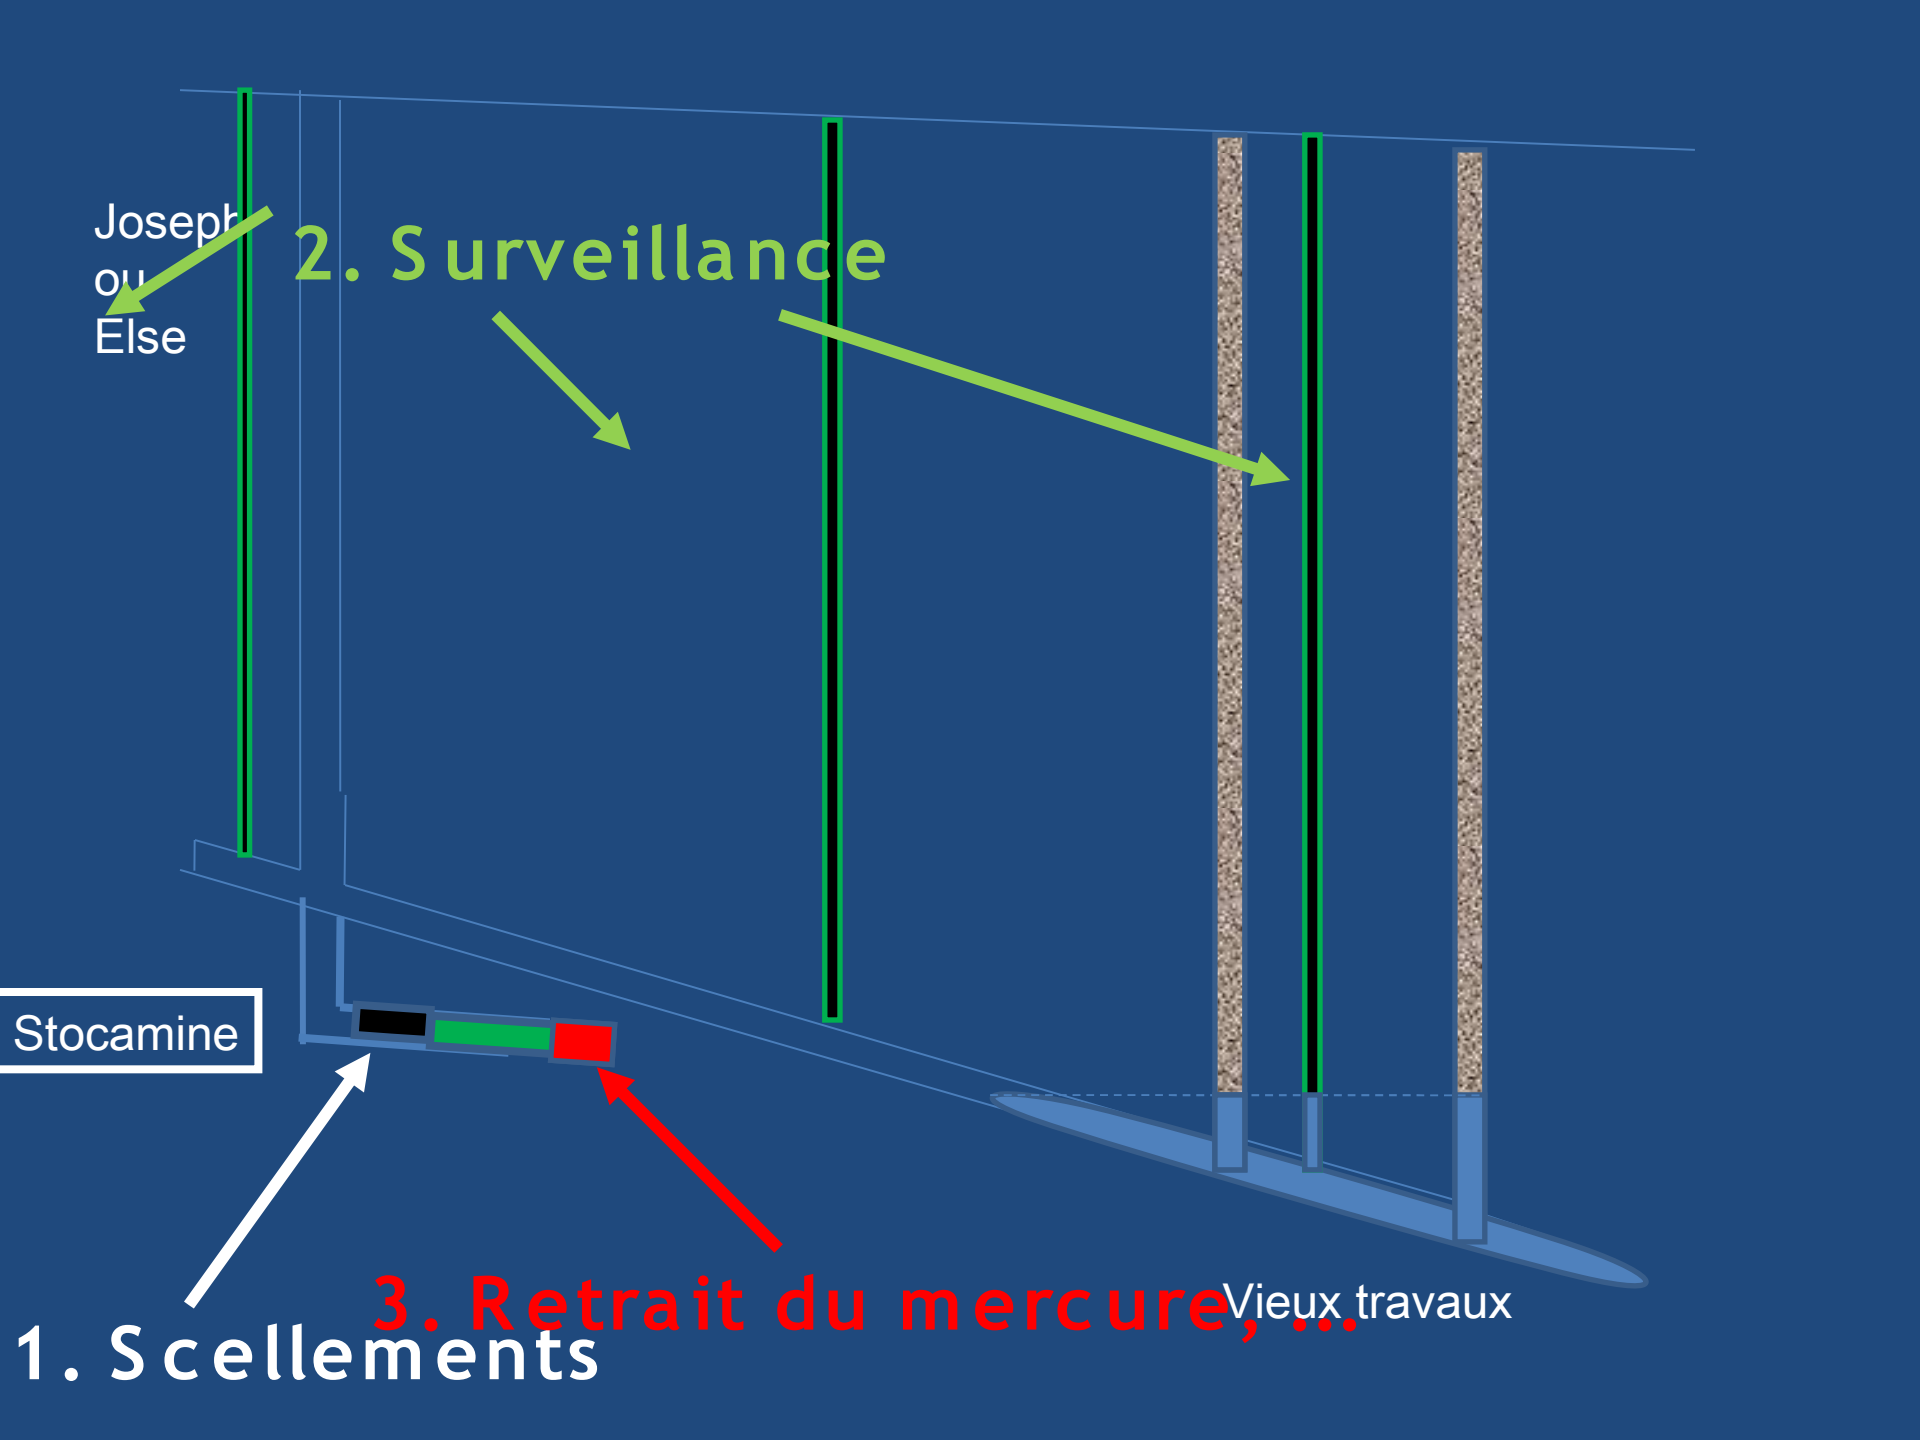 Joseph
ou
Else
2. Surveillance
Stocamine
3. Retrait du mercure, ...
Vieux travaux
1. Scellements